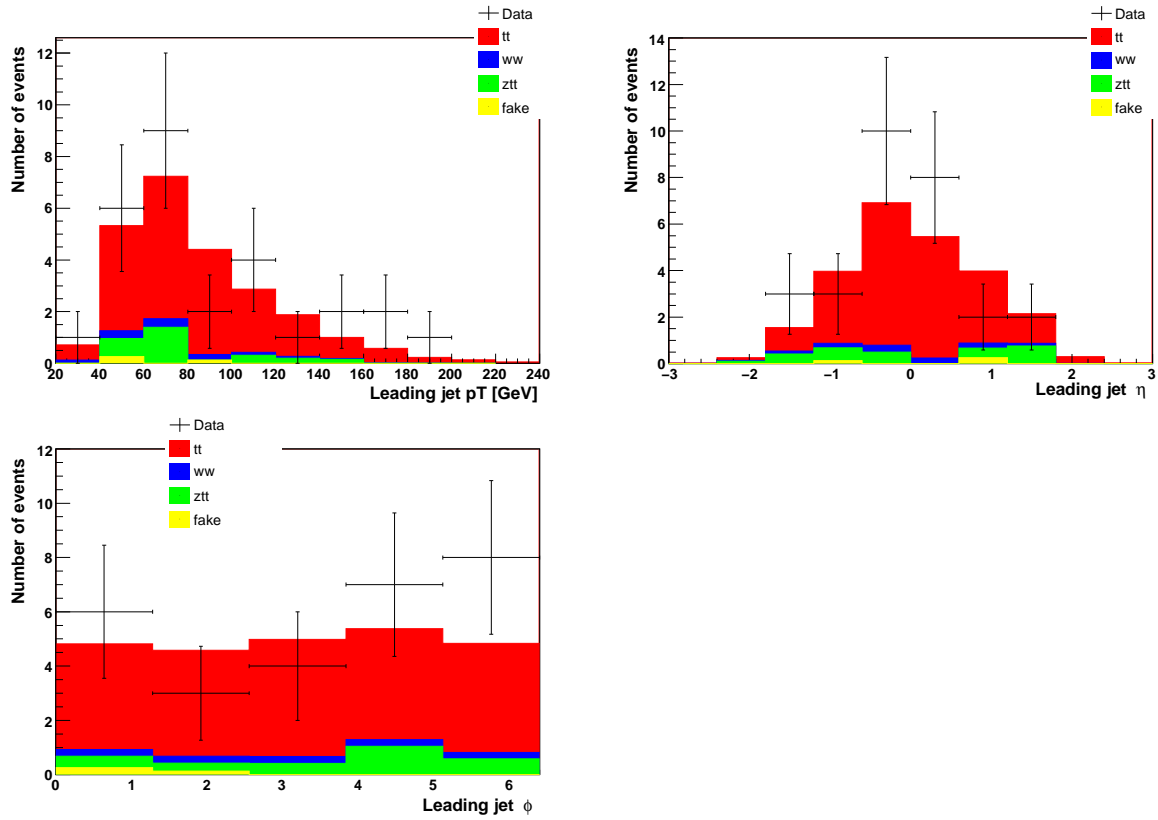 Data
tt
ww
ztt
fake
Number of events
12
10
8
6
4
2
0
20 40 60 80 100 120 140 160 180 200 220 240
Leading jet pT [GeV]
Data
tt
ww
ztt
fake
Number of events
14
12
10
8
6
4
2
0
−3 −2 −1 0 1 2 3
Leading jet η
Data
tt
ww
ztt
fake
Number of events
12
10
8
6
4
2
0
0 1 2 3 4 5 6
Leading jet ϕ